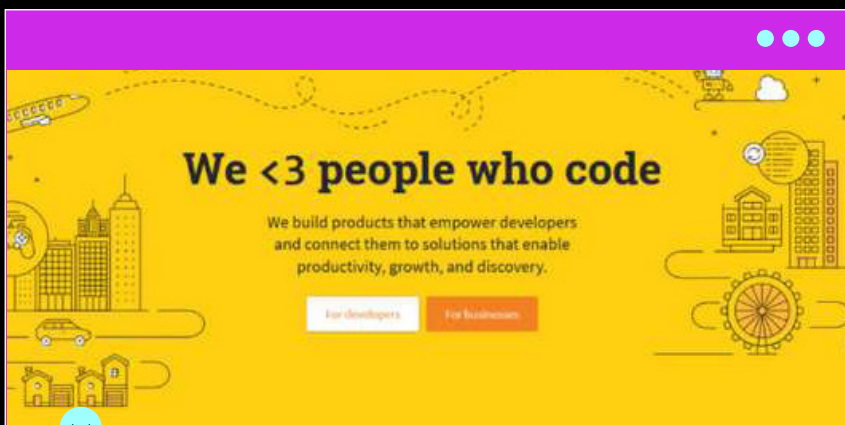 We <3 people who code
We build products that empower developers
and connect them to solutions that enable
productivity, growth, and discovery.
For developers
For businesses